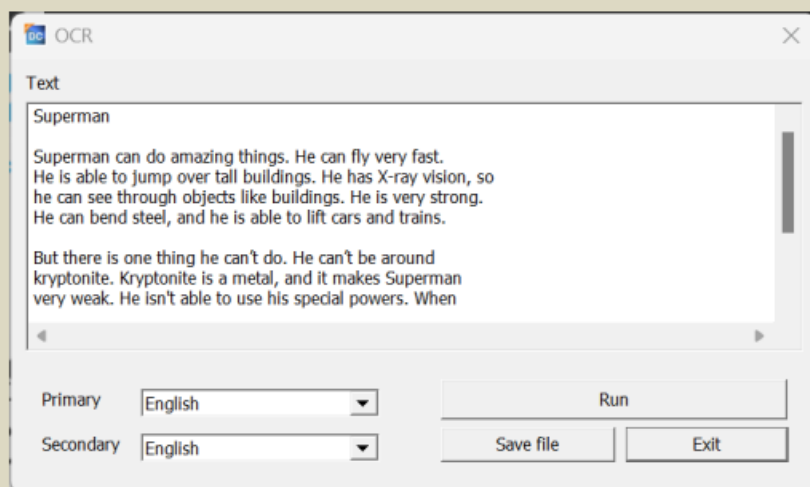 DC OCR
Text
Superman
Superman can do amazing things. He can fly very fast.
He is able to jump over tall buildings. He has X-ray vision, so
he can see through objects like buildings. He is very strong.
He can bend steel, and he is able to lift cars and trains.
But there is one thing he can't do. He can't be around
kryptonite. Kryptonite is a metal, and it makes Superman
very weak. He isn't able to use his special powers. When
Primary English Run
Secondary English Save file Exit